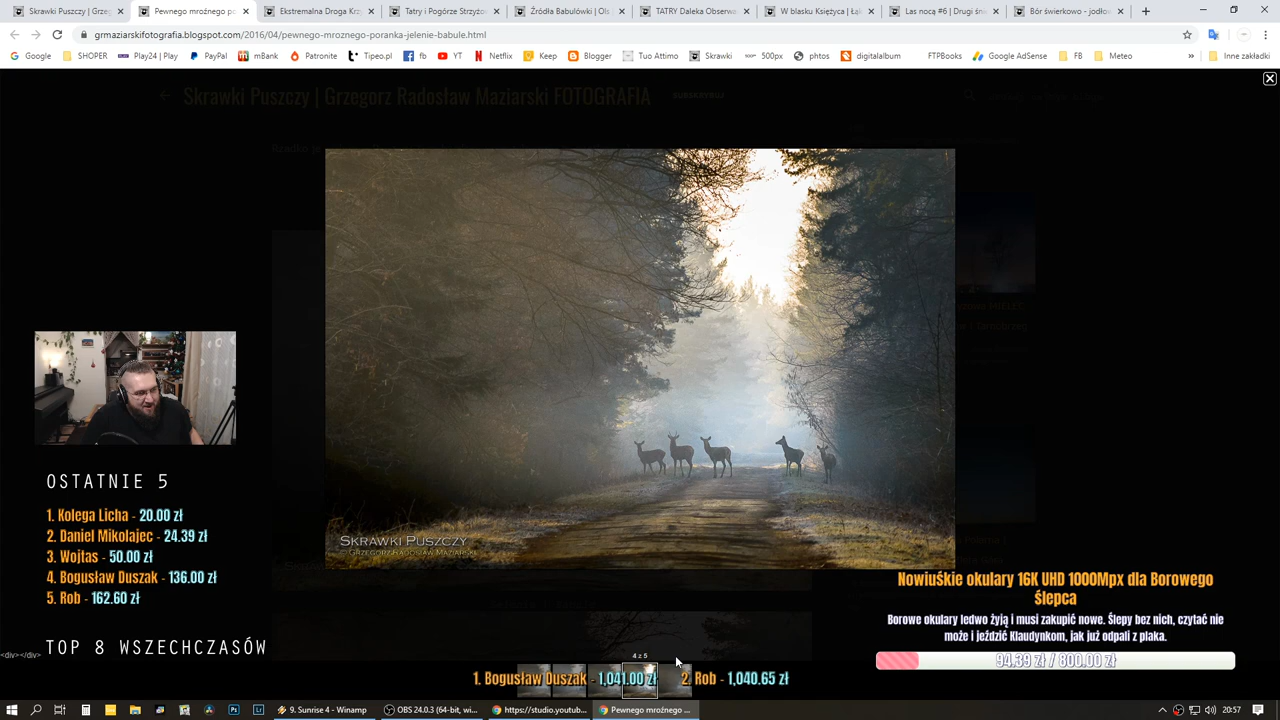 Skrawki Puszczy | Grzeg
Pewnego mroźnego po
Ekstremalna Droga Krz
Tatry i Pogórze Strzyżo
Źródła Babulówki | Ols
TATRY Daleka Obserwa
W blasku Księżyca | Łąk
Las nocą #6 | Drugi św
Bór świerkowo - jodłow
grmaziarskifotografia.blogspot.com/2016/04/pewnego-mroznego-poranka-jelenie-babule.html
Google
SHOPER
Play24 | Play
PayPal
mBank
Patronite
Tipeo.pl
fb
YT
Netflix
Keep
Blogger
Tuo Attimo
Skrawki
500px
phtos
digitalalbum
FTPBooks
Google AdSense
FB
Meteo
»
Inne zakładki
Skrawki Puszczy | Grzegorz Radosław Maziarski FOTOGRAFIA
SUBSKRYBUJ
Skrawki Puszczy
© Grzegorz Radosław Maziarski
OSTATNIE 5
1. Kolega Licha - 20.00 zł
2. Daniel Mikołajec - 24.39 zł
3. Wojtas - 50.00 zł
4. Bogusław Duszak - 136.00 zł
5. Rob - 162.60 zł
Nowiuśkie okulary 16K UHD 1000Mpx dla Borowego
Ślepca
Borowe okulary ledwo żyją i musi zakupić nowe. Ślepy bez nich, czytać nie
może i jeździć Klaudynkom, jak już odpali z plaka.
94.39 zł / 800.00 zł
<div></div>
TOP 8 WSZECHCZASÓW
4 z 5
1. Bogusław Duszak - 1,041.00 zł
2. Rob - 1,040.65 zł
9. Sunrise 4 - Winamp
OBS 24.0.3 (64-bit, wi...
https://studio.youtub...
Pewnego mroźnego ...
20:57